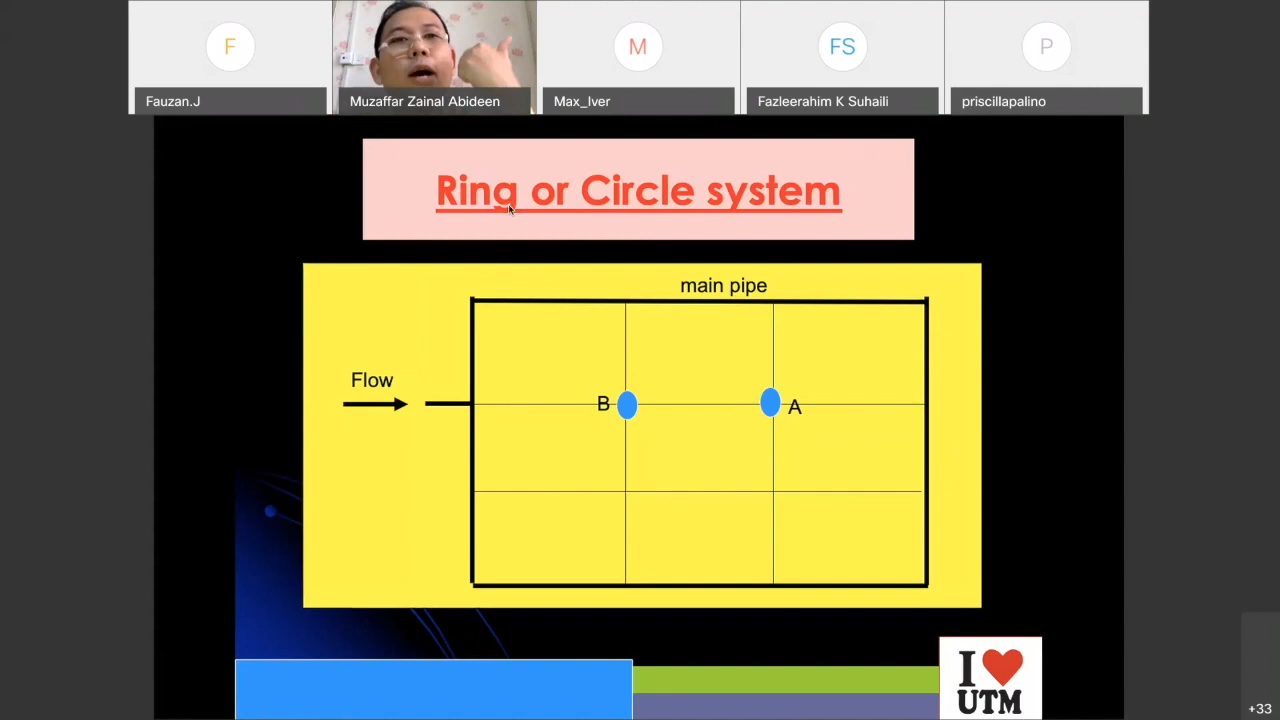 F
M
FS
P
Fauzan.J
Muzaffar Zainal Abideen
Max_Iver
Fazleerahim K Suhaili
priscillapalino
Ring or Circle system
main pipe
Flow
B
A
I
UTM
+33